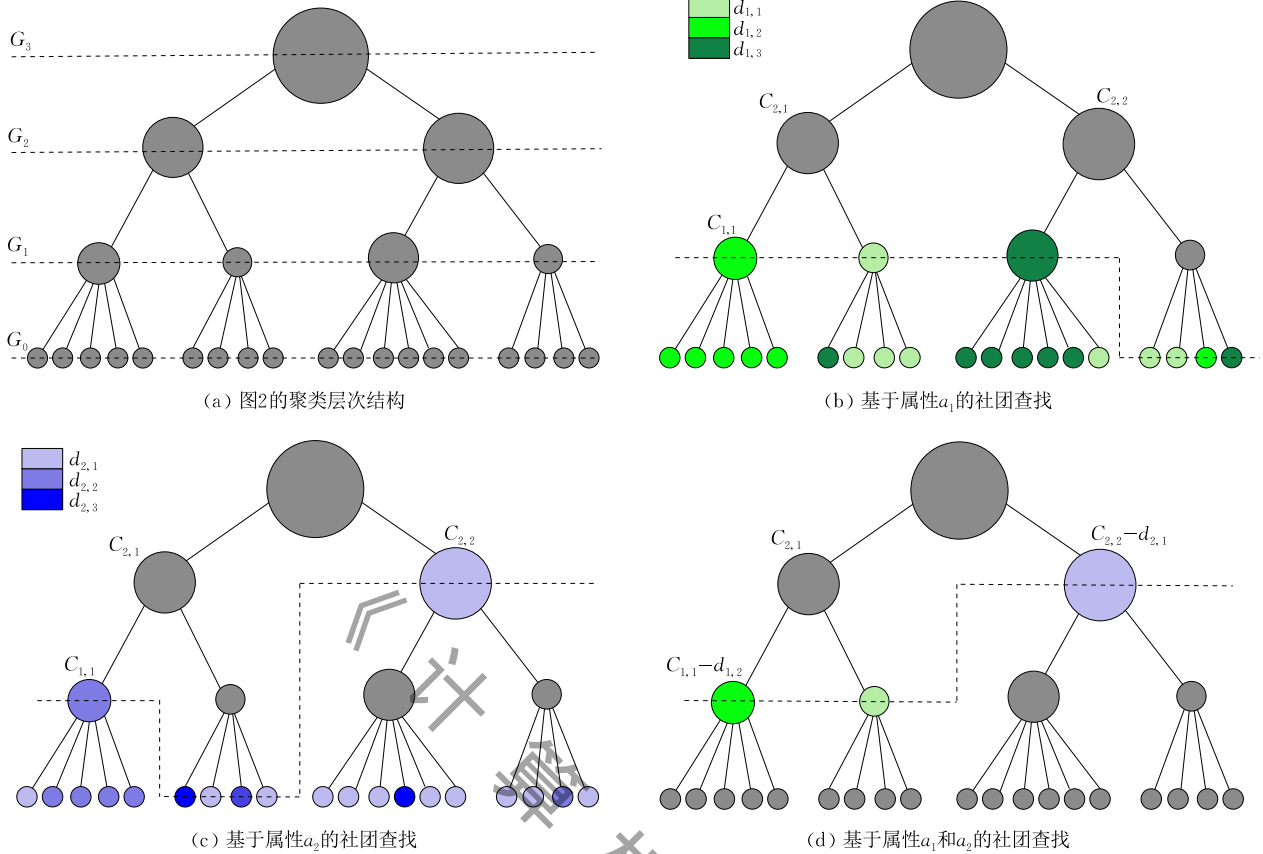 G₃
G₂
G₁
G₀
(a) 图2的聚类层次结构
d₁,₁
d₁,₂
d₁,₃
C₂,₁
C₂,₂
C₁,₁
(b) 基于属性a₁的社团查找
d₂,₁
d₂,₂
d₂,₃
C₂,₁
C₂,₂
C₁,₁
(c) 基于属性a₂的社团查找
C₂,₁
C₂,₂−d₂,₁
C₁,₁−d₁,₂
(d) 基于属性a₁和a₂的社团查找
《计算